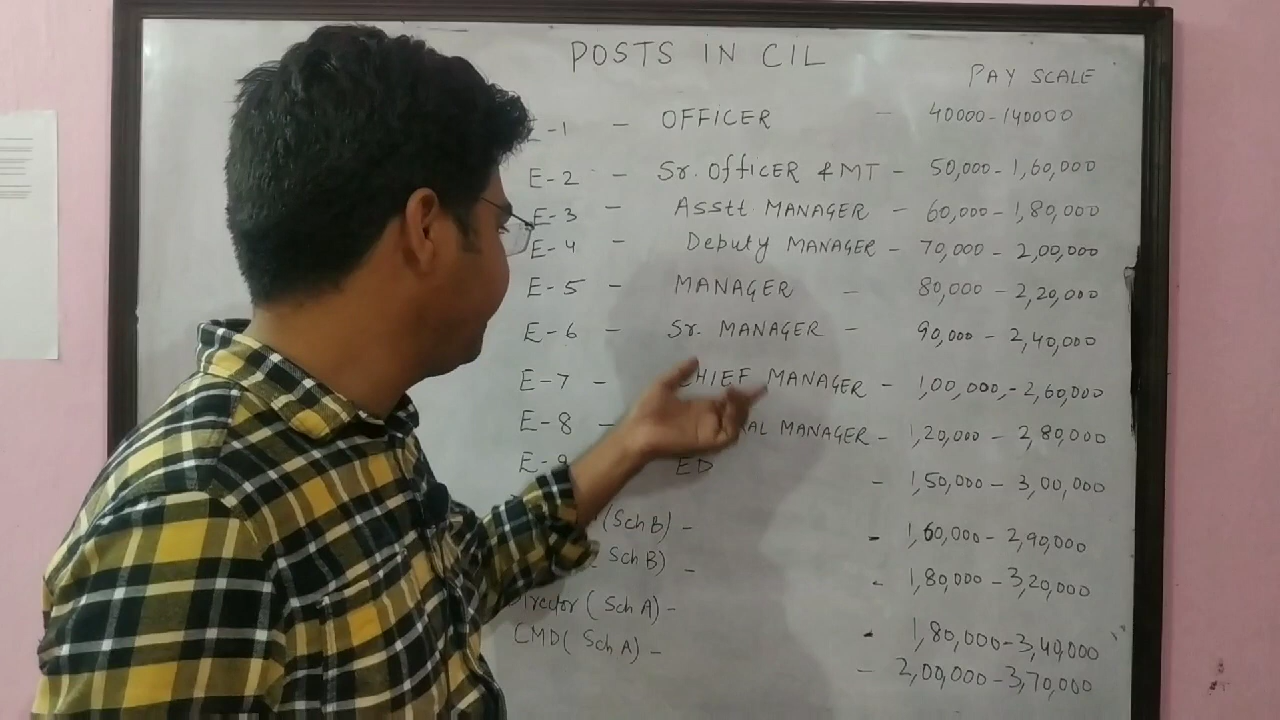 POSTS IN CIL
PAY SCALE
E-1 - OFFICER - 40000-140000
E-2 - Sr. Officer & MT - 50,000-1,60,000
E-3 - Asstt MANAGER - 60,000-1,80,000
E-4 - Deputy MANAGER - 70,000-2,00,000
E-5 - MANAGER - 80,000-2,20,000
E-6 - Sr. MANAGER - 90,000-2,40,000
E-7 - CHIEF MANAGER - 1,00,000,-2,60,000
E-8 - MANAGER - 1,20,000-2,80,000
E-9 ED - 1,50,000-3,00,000
(Sch B) - - 1,60,000-2,90,000
Sch B) - - 1,80,000-3,20,000
Director (Sch A) - - 1,80,000-3,40,000
CMD( Sch A) - - 2,00,000-3,70,000